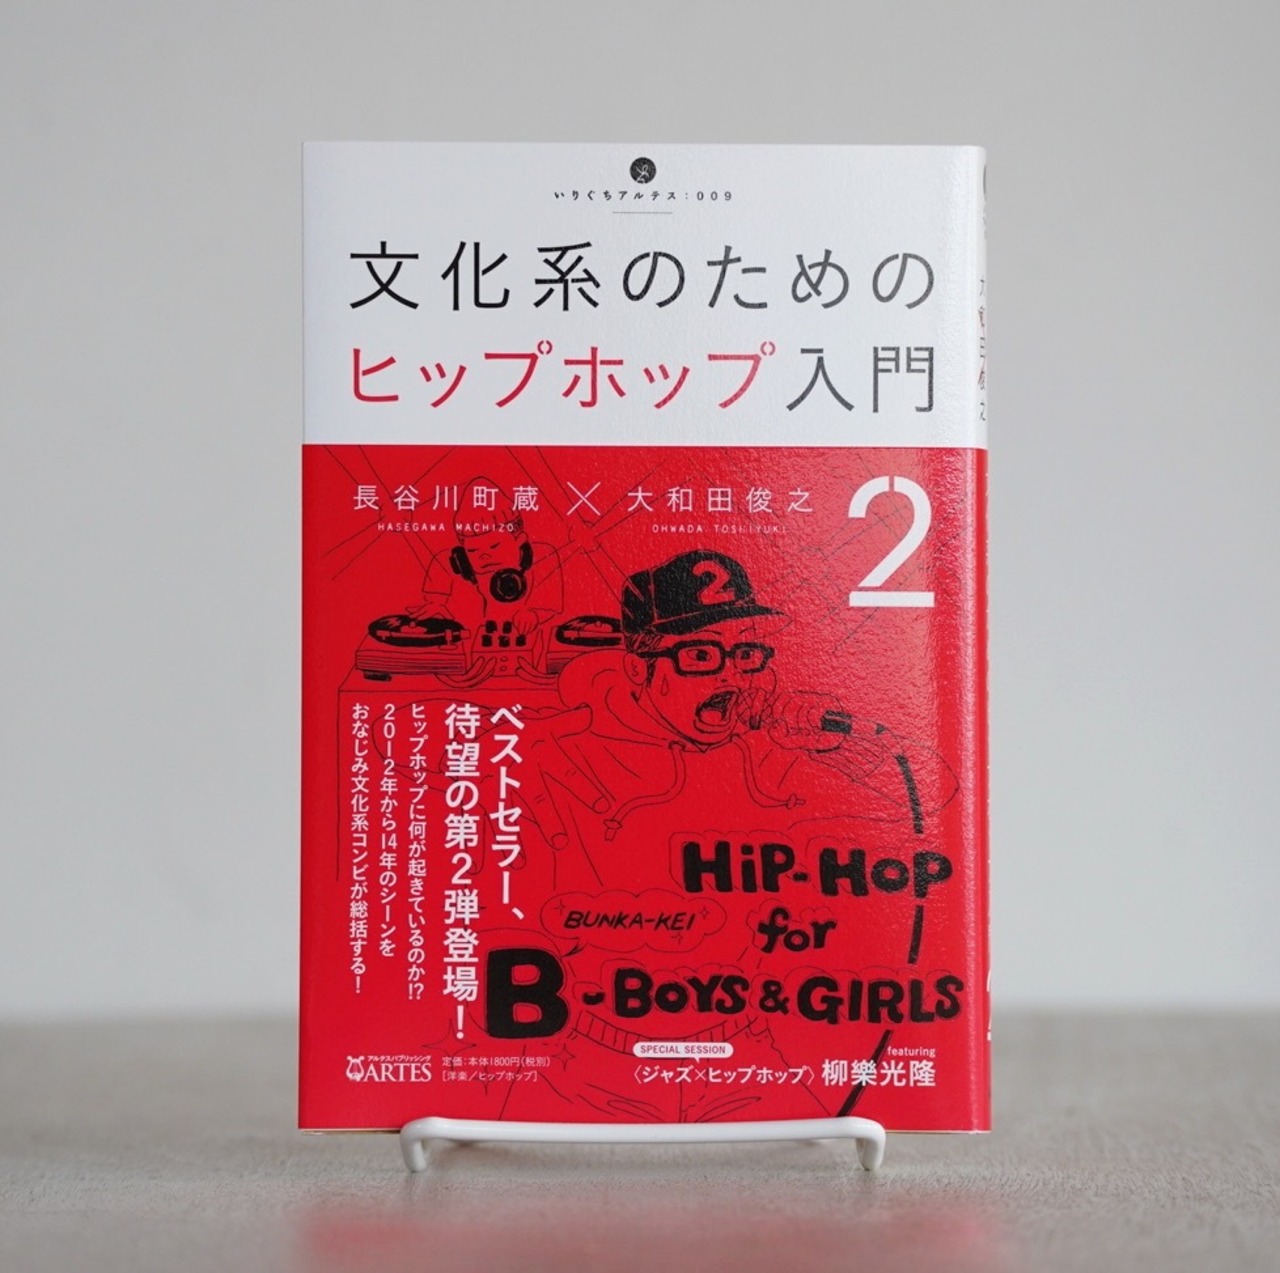 いりぐちアルテス:009
文化系のための
ヒップホップ入門
2
長谷川町蔵×大和田俊之
HASEGAWA MACHIZO
OHWADA TOSHIYUKI
2
ベストセラー、
待望の第2弾登場!
ヒップホップに何が起きているのか!?
2012年から14年のシーンを
おなじみ文化系コンビが総括する!
HiP-HOP
for
BUNKA-KEI
B-BOYS & GIRLS
SPECIAL SESSION
〈ジャズ×ヒップホップ〉
featuring
柳樂光隆
アルテスパブリッシング
ARTES
定価:本体1800円(税別)
[洋楽/ヒップホップ]